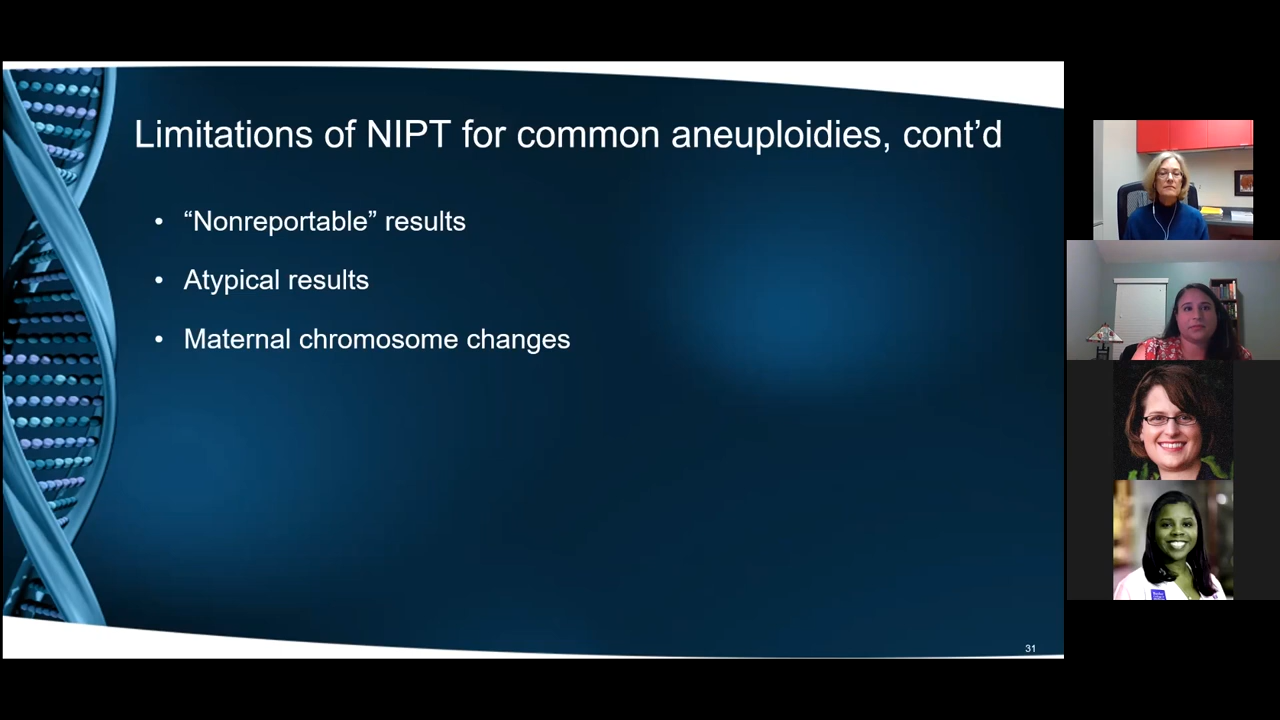 Limitations of NIPT for common aneuploidies, cont’d
• “Nonreportable” results
• Atypical results
• Maternal chromosome changes
31